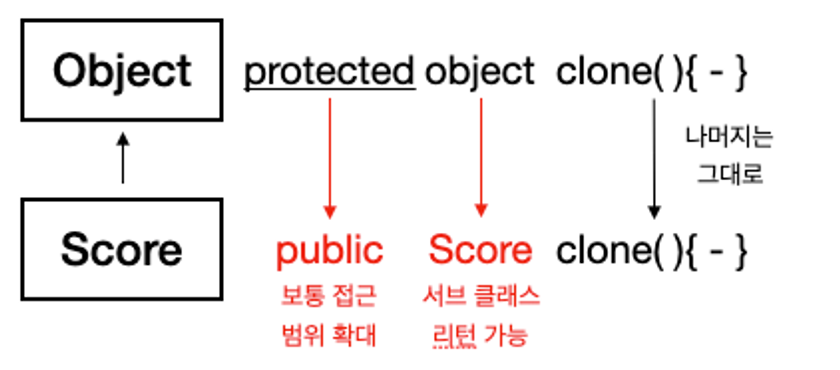 Object protected object clone( ){ - }
나머지는
그대로
Score public Score clone( ){ - }
보통 접근 서브 클래스
범위 확대 리턴 가능